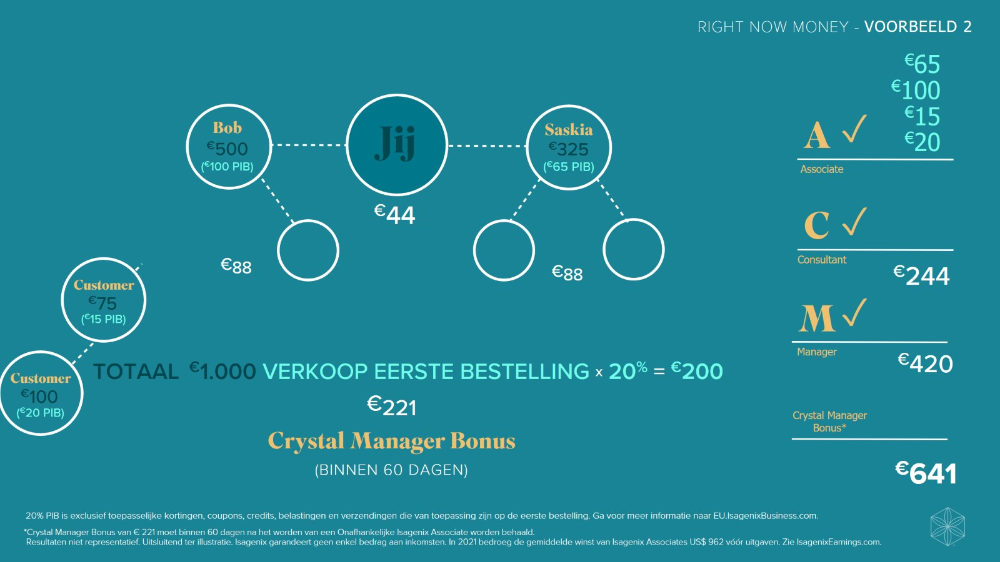 RIGHT NOW MONEY - VOORBEELD 2
€65
€100
€15
€20
A
Associate
C
Consultant
€244
M
Manager
€420
Crystal Manager
Bonus*
€641
Bob
€500
(€100 PIB)
Jij
€44
Saskia
€325
(€65 PIB)
€88
€88
Customer
€75
(€15 PIB)
Customer
€100
(€20 PIB)
TOTAAL €1.000 VERKOOP EERSTE BESTELLING x 20% = €200
€221
Crystal Manager Bonus
(BINNEN 60 DAGEN)
20% PIB is exclusief toepasselijke kortingen, coupons, credits, belastingen en verzendingen die van toepassing zijn op de eerste bestelling. Ga voor meer informatie naar EU.IsagenixBusiness.com.
*Crystal Manager Bonus van € 221 moet binnen 60 dagen na het worden van een Onafhankelijke Isagenix Associate worden behaald.
Resultaten niet representatief. Uitsluitend ter illustratie. Isagenix garandeert geen enkel bedrag aan inkomsten. In 2021 bedroeg de gemiddelde winst van Isagenix Associates US$ 962 vóór uitgaven. Zie IsagenixEarnings.com.